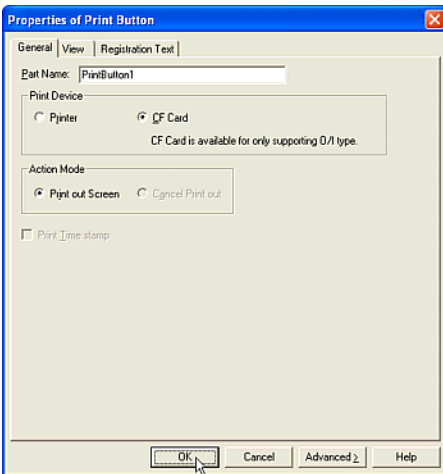 Properties of Print Button
General View Registration Text
Part Name: PrintButton1
Print Device
Printer CF Card
CF Card is available for only supporting O/I type.
Action Mode
Print out Screen Cancel Print out
Print Time stamp
OK Cancel Advanced > Help